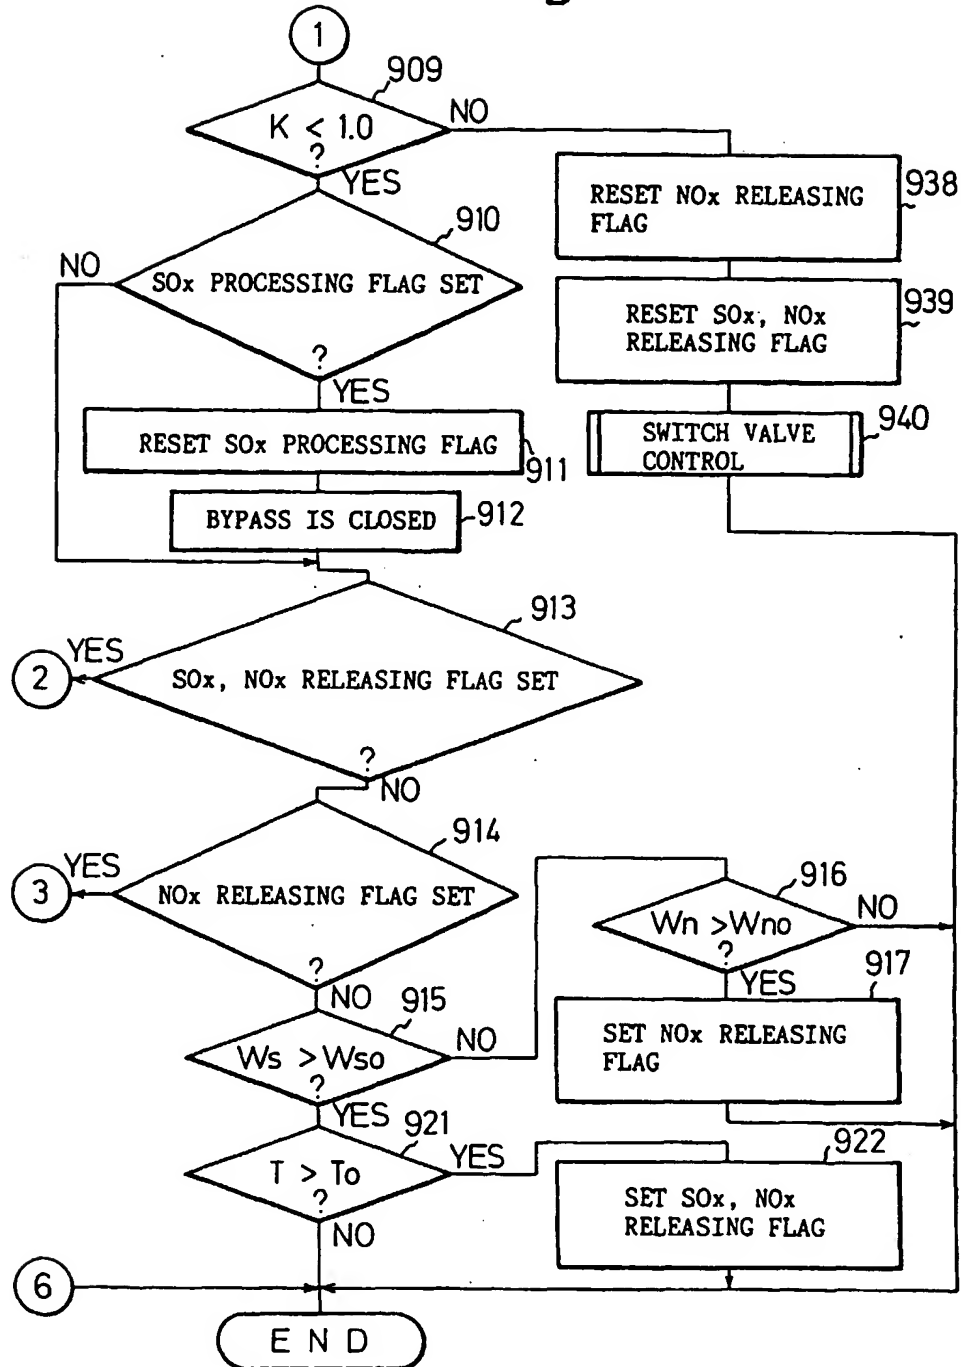 1
909
K < 1.0
?
NO
YES
RESET NOx RELEASING
FLAG
938
910
NO
SOx PROCESSING FLAG SET
?
YES
RESET SOx, NOx
RELEASING FLAG
939
RESET SOx PROCESSING FLAG
911
SWITCH VALVE
CONTROL
940
BYPASS IS CLOSED
912
913
YES
2
SOx, NOx RELEASING FLAG SET
?
NO
914
YES
3
NOx RELEASING FLAG SET
?
NO
916
Wn >Wno
?
NO
YES
917
SET NOx RELEASING
FLAG
915
Ws >Wso
?
NO
YES
921
T > To
?
YES
NO
922
SET SOx, NOx
RELEASING FLAG
6
END